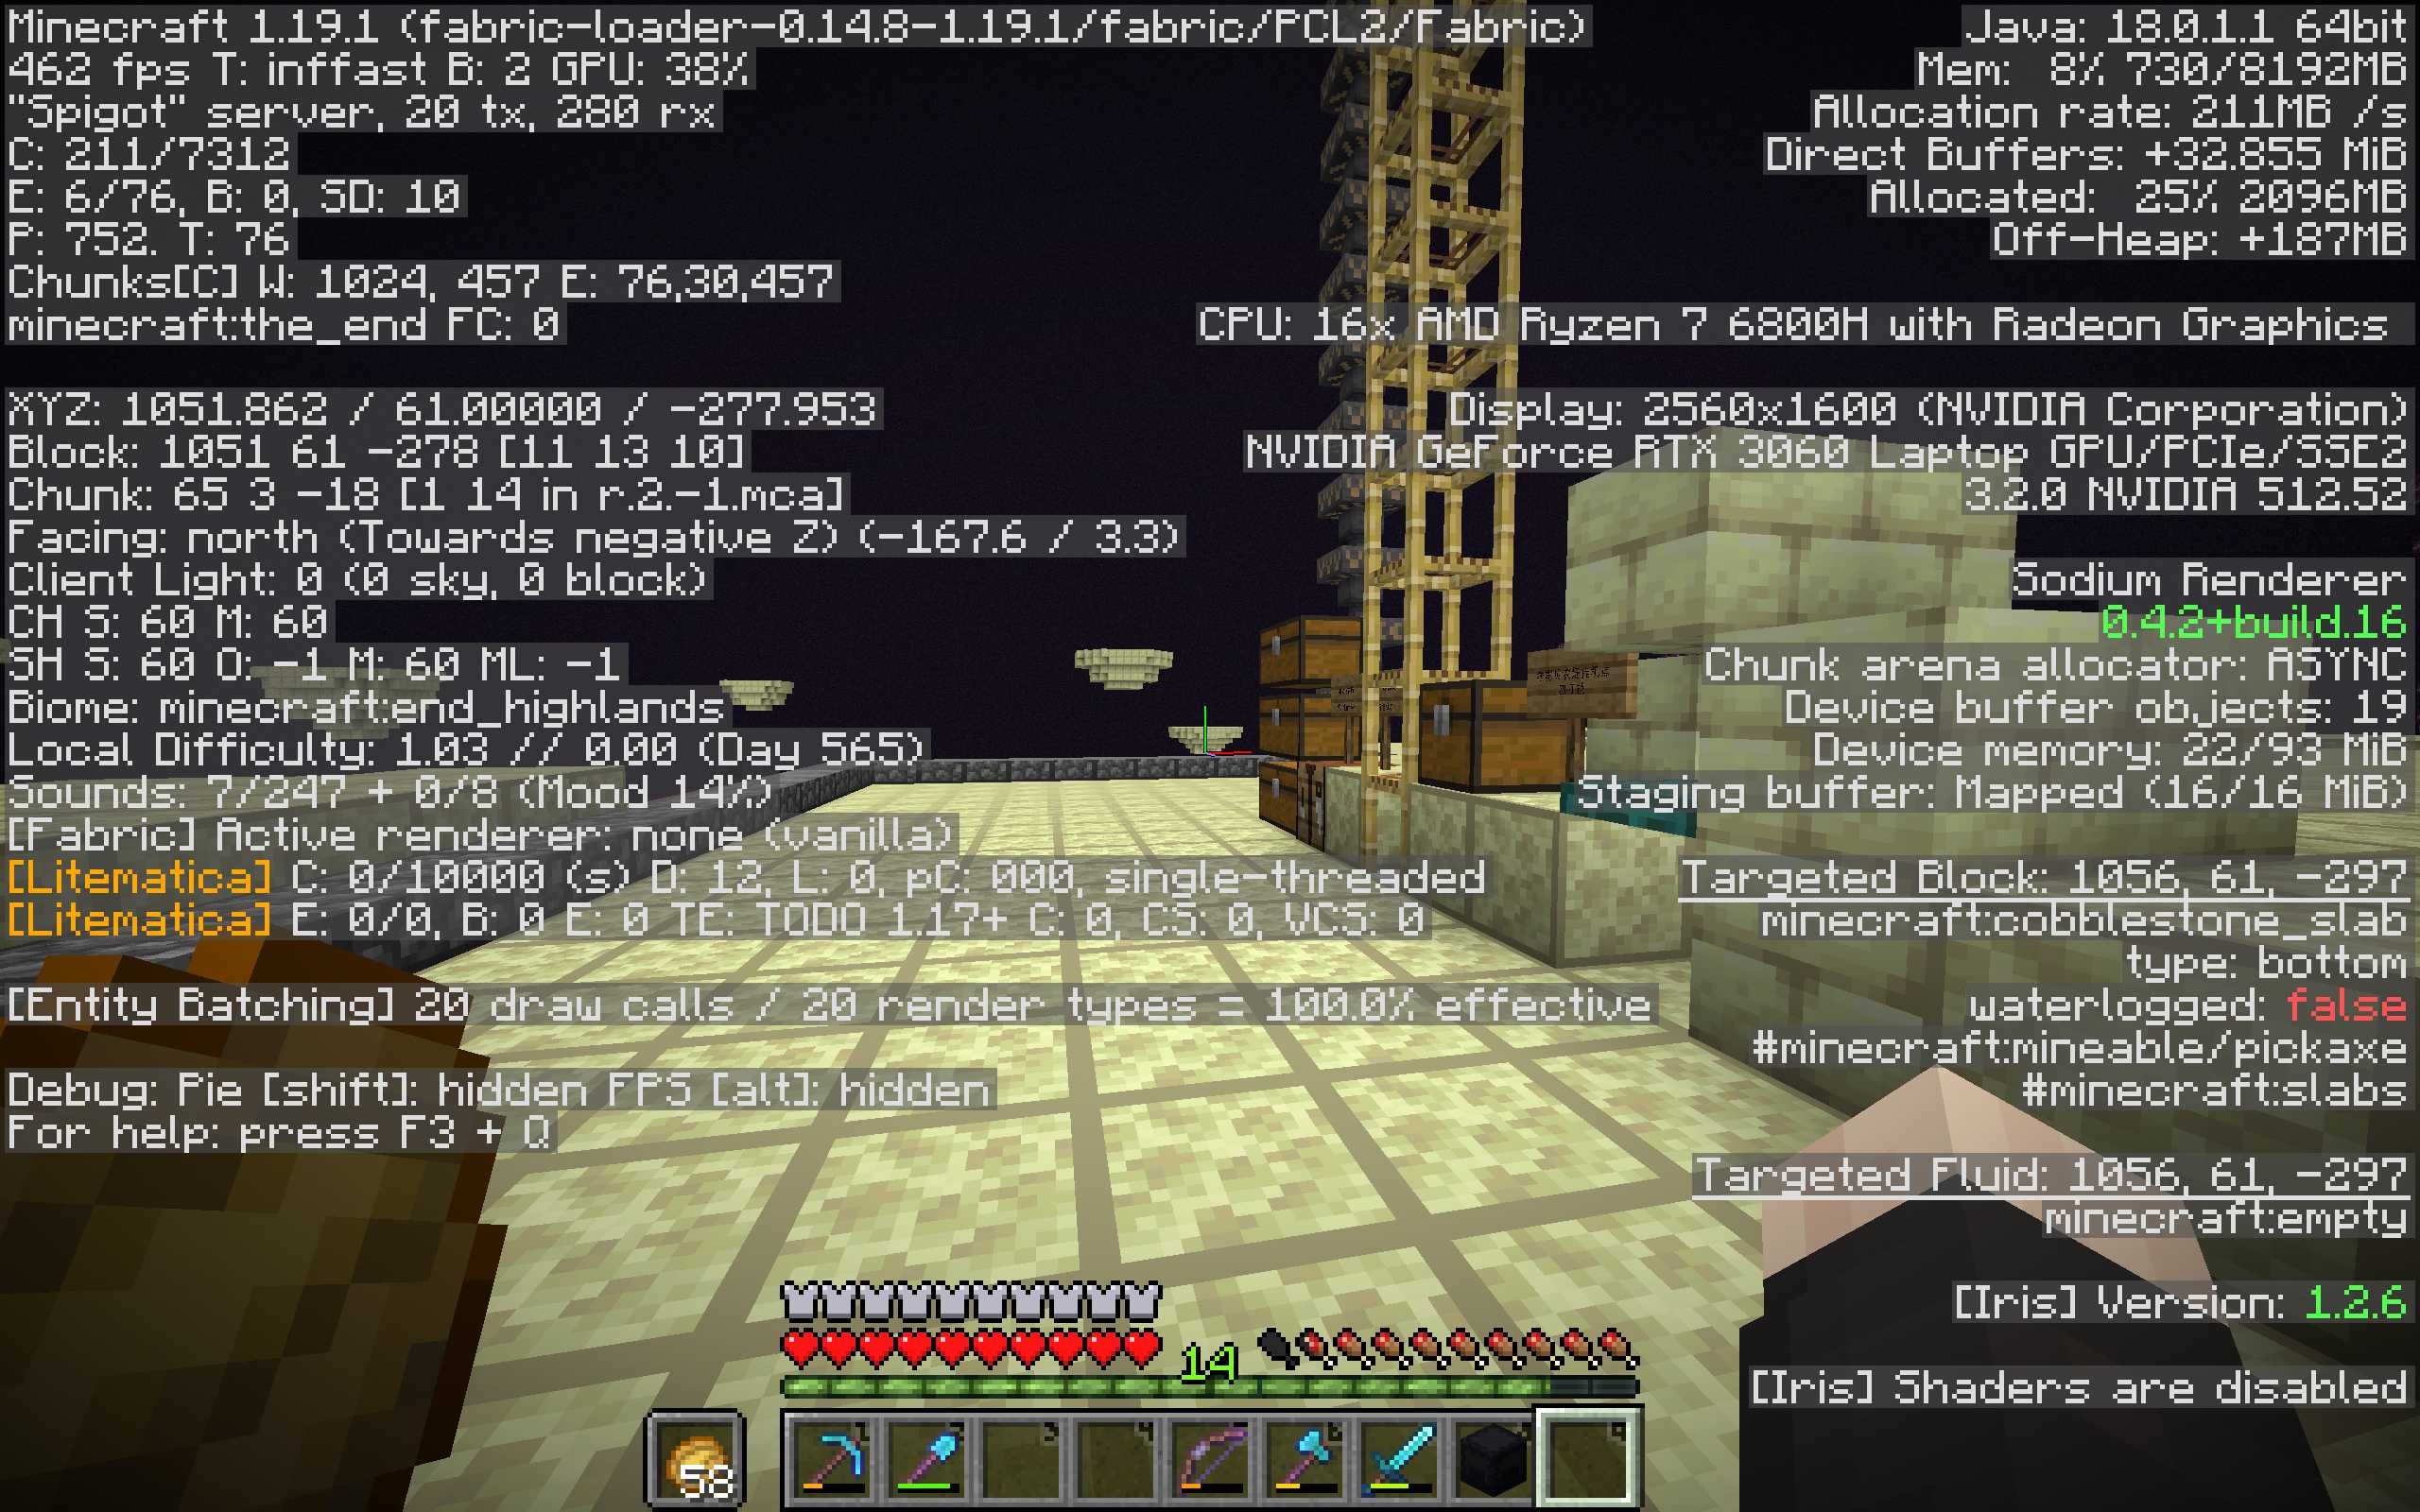 Minecraft 1.19.1 (fabric-loader-0.14.8-1.19.1/fabric/PCL2/Fabric)
462 fps T: inffast B: 2 GPU: 38%
"Spigot" server, 20 tx, 280 rx
C: 211/7312
E: 6/76, B: 0, SD: 10
P: 752. T: 76
Chunks[C] W: 1024, 457 E: 76,30,457
minecraft:the_end FC: 0
XYZ: 1051.862 / 61.00000 / -277.953
Block: 1051 61 -278 [11 13 10]
Chunk: 65 3 -18 [1 14 in r.2.-1.mca]
Facing: north (Towards negative Z) (-167.6 / 3.3)
Client Light: 0 (0 sky, 0 block)
CH S: 60 M: 60
SH S: 60 O: -1 M: 60 ML: -1
Biome: minecraft:end_highlands
Local Difficulty: 1.03 // 0.00 (Day 565)
Sounds: 7/247 + 0/8 (Mood 14%)
[Fabric] Active renderer: none (vanilla)
[Litematica] C: 0/10000 (s) D: 12, L: 0, pC: 000, single-threaded
[Litematica] E: 0/0, B: 0 E: 0 TE: TODO 1.17+ C: 0, CS: 0, VCS: 0
[Entity Batching] 20 draw calls / 20 render types = 100.0% effective
Debug: Pie [shift]: hidden FPS [alt]: hidden
For help: press F3 + Q
Java: 18.0.1.1 64bit
Mem: 8% 730/8192MB
Allocation rate: 211MB /s
Direct Buffers: +32.855 MiB
Allocated: 25% 2096MB
Off-Heap: +187MB
CPU: 16x AMD Ryzen 7 6800H with Radeon Graphics
Display: 2560x1600 (NVIDIA Corporation)
NVIDIA GeForce RTX 3060 Laptop GPU/PCIe/SSE2
3.2.0 NVIDIA 512.52
Sodium Renderer
0.4.2+build.16
Chunk arena allocator: ASYNC
Device buffer objects: 19
Device memory: 22/93 MiB
Staging buffer: Mapped (16/16 MiB)
Targeted Block: 1056, 61, -297
minecraft:cobblestone_slab
type: bottom
waterlogged: false
#minecraft:mineable/pickaxe
#minecraft:slabs
Targeted Fluid: 1056, 61, -297
minecraft:empty
[Iris] Version: 1.2.6
[Iris] Shaders are disabled
14
58